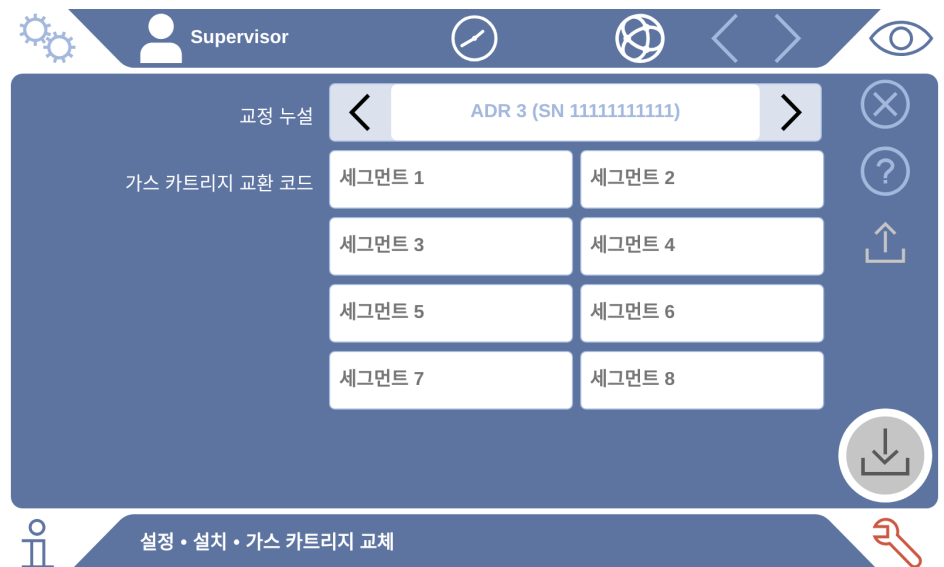 Supervisor
교정 누설
ADR 3 (SN 11111111111)
가스 카트리지 교환 코드
세그먼트 1
세그먼트 2
세그먼트 3
세그먼트 4
세그먼트 5
세그먼트 6
세그먼트 7
세그먼트 8
?
설정 • 설치 • 가스 카트리지 교체